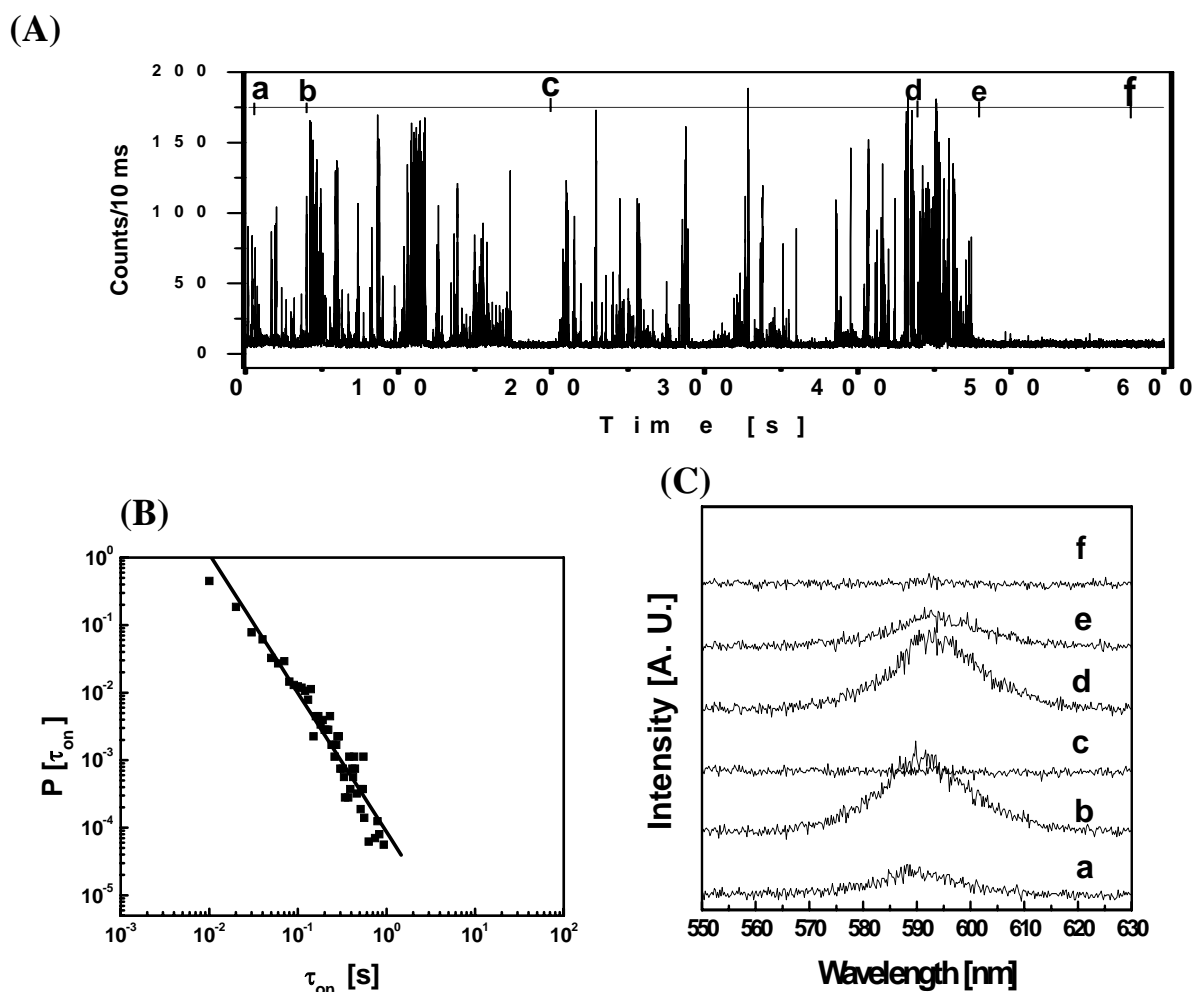 (A)
200
150
100
50
0
Counts/10 ms
a b c d e f
0 100 200 300 400 500 600
Time [s]
(B)
10^0
10^-1
10^-2
10^-3
10^-4
10^-5
P [τ_on]
10^-3 10^-2 10^-1 10^0 10^1 10^2
τ_on [s]
(C)
Intensity [A. U.]
f
e
d
c
b
a
550 560 570 580 590 600 610 620 630
Wavelength [nm]